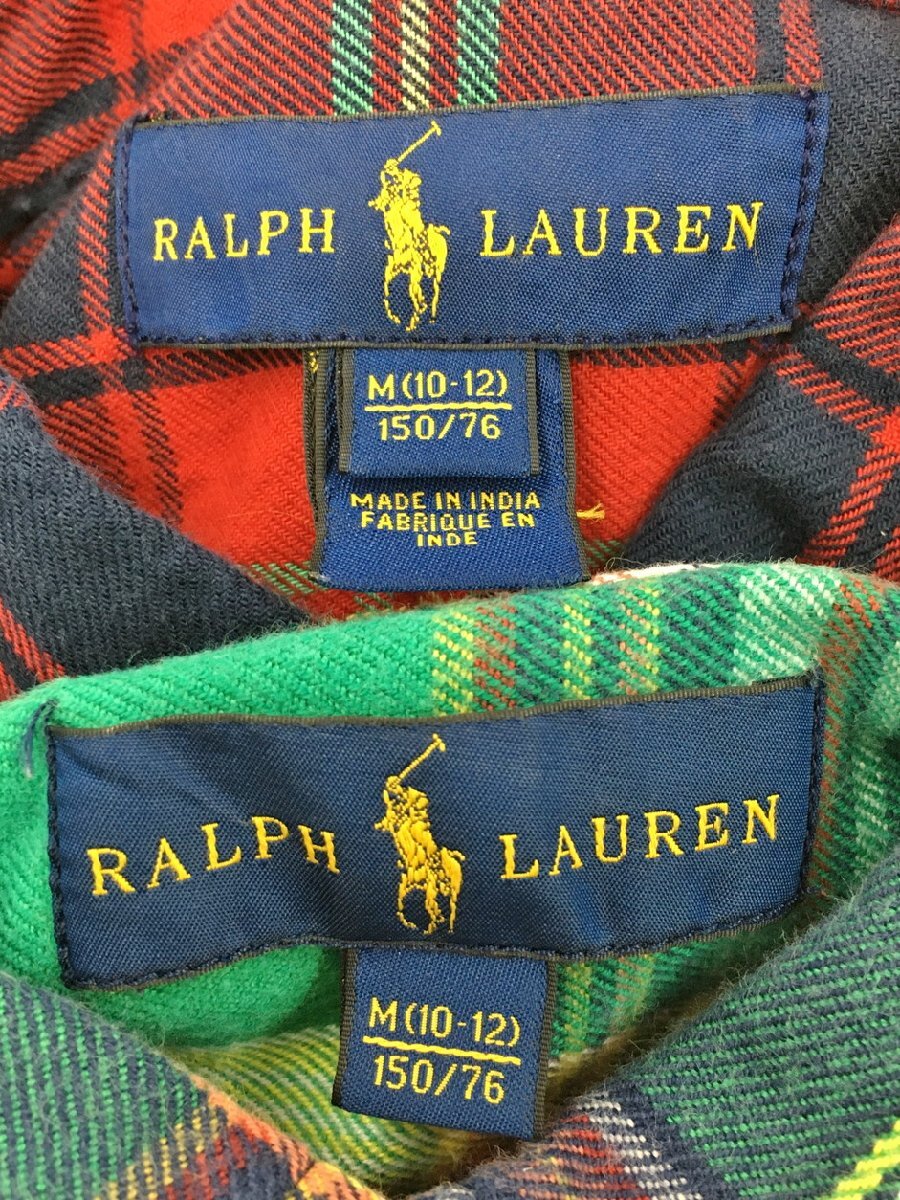 RALPH LAUREN
M (10-12)
150/76
MADE IN INDIA
FABRIQUE EN
INDE
RALPH LAUREN
M (10-12)
150/76